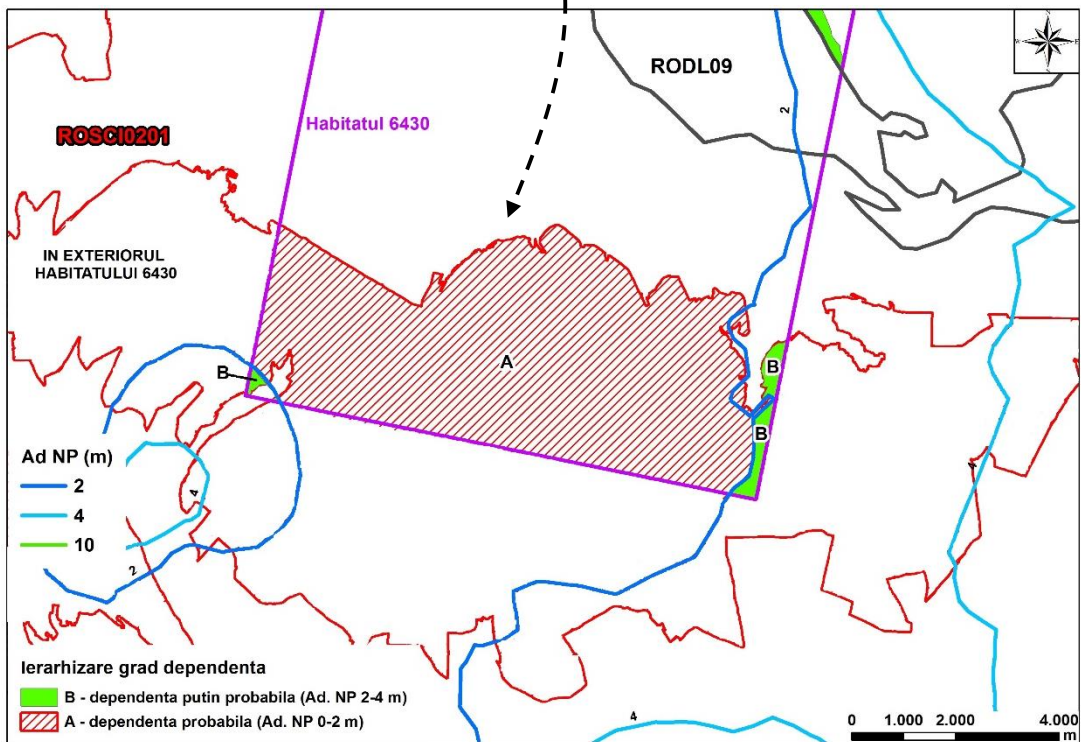 RODL09
2
Habitatul 6430
ROSCI0201
IN EXTERIORUL
HABITATULUI 6430
A
B
B
B
Ad NP (m)
2
4
10
4
4
2
Ierarhizare grad dependenta
B - dependenta putin probabila (Ad. NP 2-4 m)
A - dependenta probabila (Ad. NP 0-2 m)
4
0 1.000 2.000 4.000
m